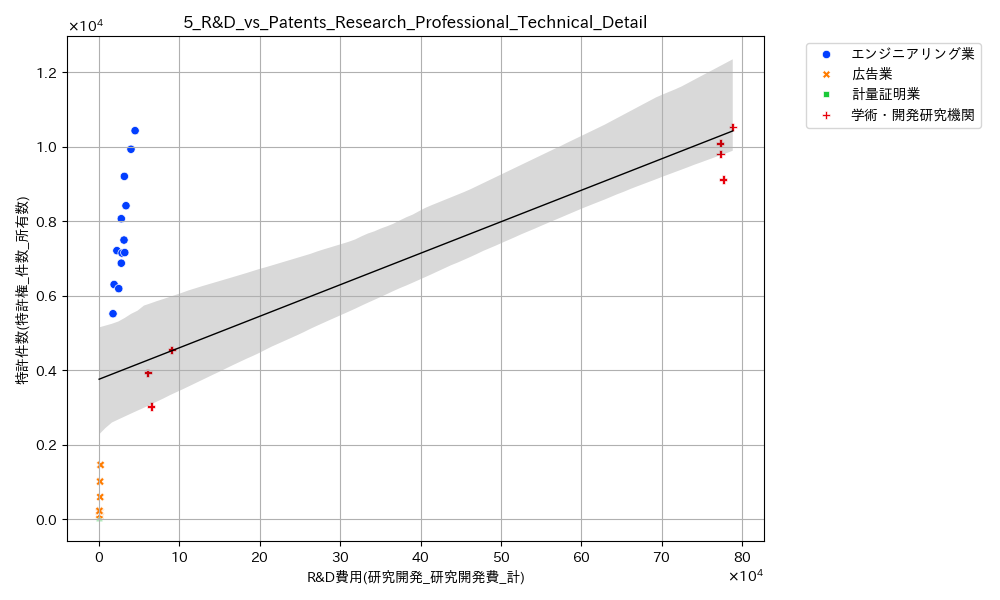 5_R&D_vs_Patents_Research_Professional_Technical_Detail
×10⁴
1.2
1.0
0.8
0.6
0.4
0.2
0.0
特許件数(特許権_件数_所有数)
0 10 20 30 40 50 60 70 80
×10⁴
R&D費用(研究開発_研究開発費_計)
エンジニアリング業
広告業
計量証明業
学術・開発研究機関